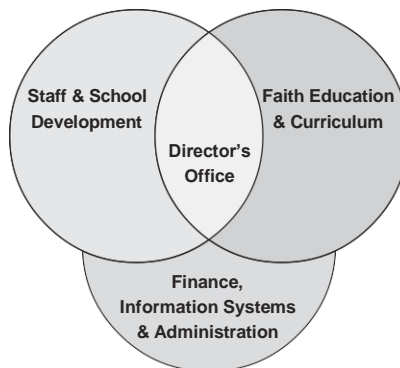 Staff & School
Development
Faith Education
& Curriculum
Director's
Office
Finance,
Information Systems
& Administration